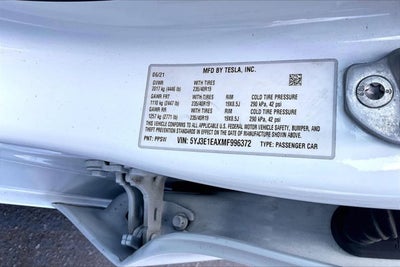 MFD BY TESLA, INC.
06/21
GVWR WITH TIRES
2017 kG (4446 lB) 235/40R19
GAWR FRT WITH TIRES RIM COLD TIRE PRESSURE
1110 kG (2447 lB) 235/40R19 19X8.5J 290 kPa, 42 psi
GAWR RR WITH TIRES RIM COLD TIRE PRESSURE
1257 kG (2771 lB) 235/40R19 19X8.5J 290 kPa, 42 psi
THIS VEHICLE CONFORMS TO ALL APPLICABLE
U.S. FEDERAL MOTOR VEHICLE SAFETY, BUMPER, AND
THEFT PREVENTION STANDARDS IN EFFECT ON THE DATE OF MANUFACTURE SHOWN ABOVE.
PNT: PPSW VIN: 5YJ3E1EAXMF996372 TYPE: PASSENGER CAR